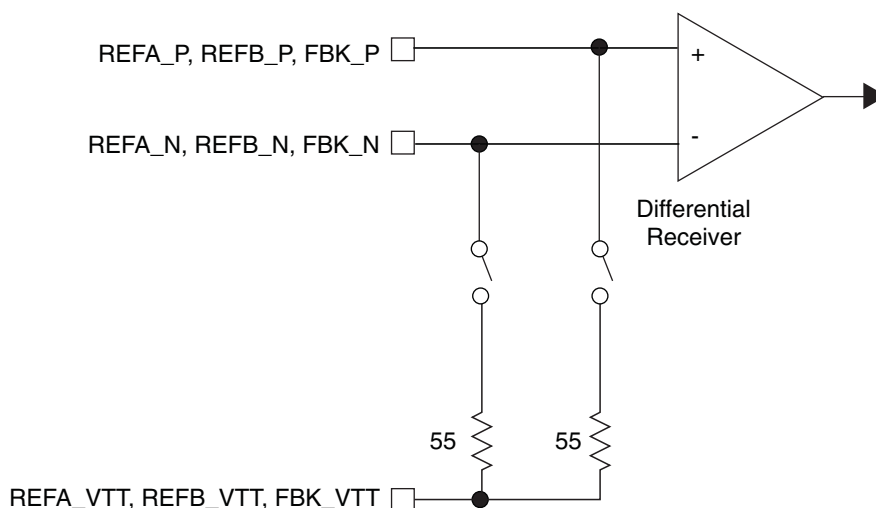 REFA_P, REFB_P, FBK_P
+
REFA_N, REFB_N, FBK_N
-
Differential
Receiver
55
55
REFA_VTT, REFB_VTT, FBK_VTT